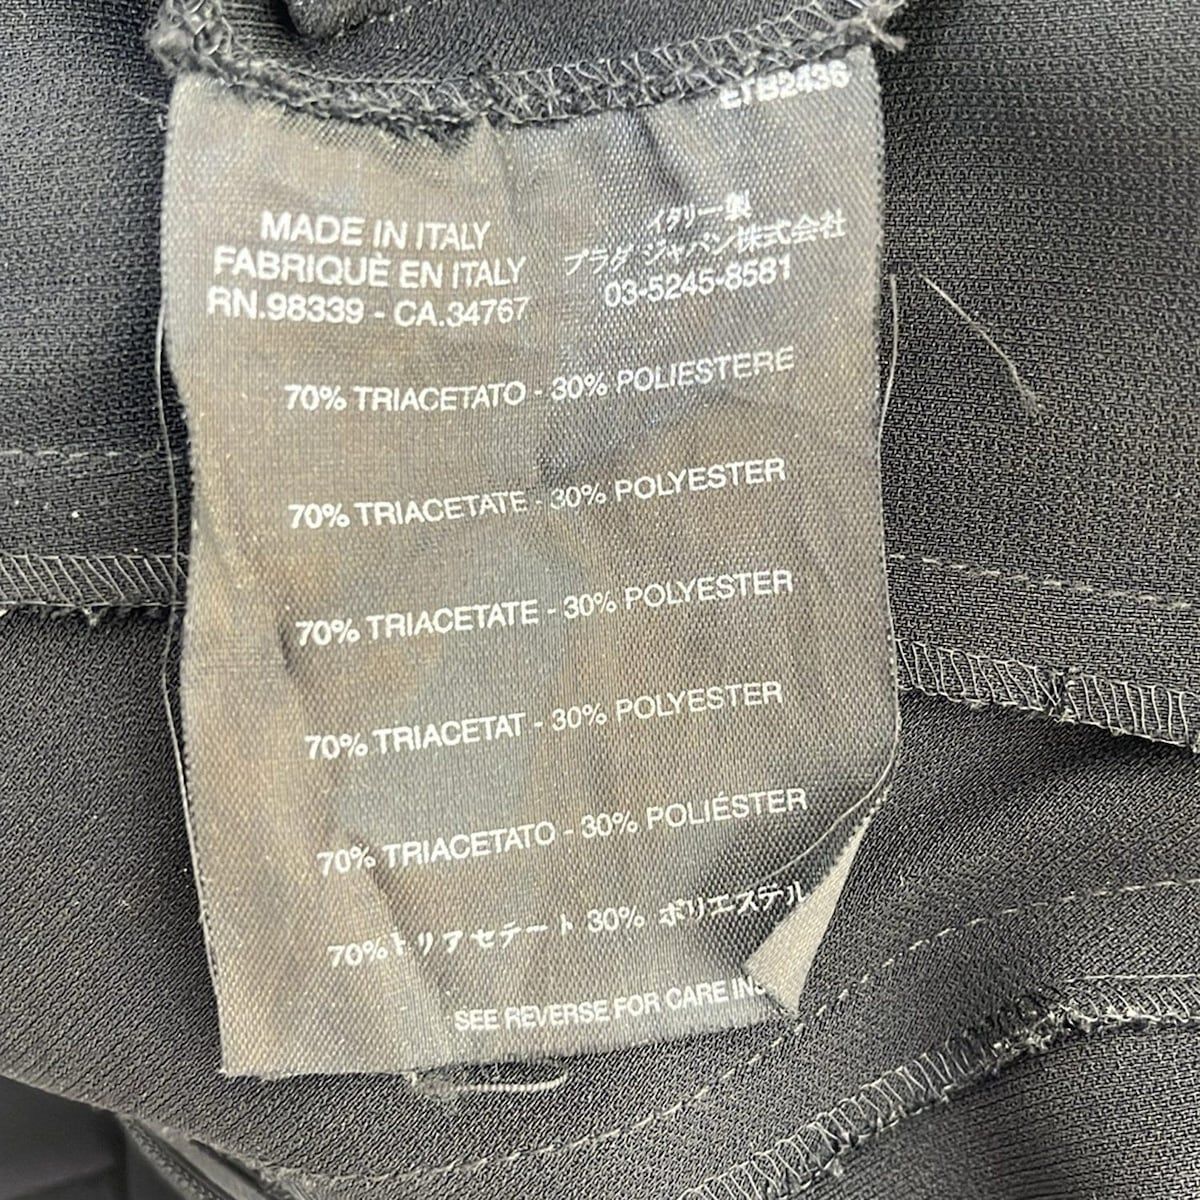 MADE IN ITALY
FABRIQUÈ EN ITALY
RN.98339 - CA.34767
イタリー製
プラダ ジャパン株式会社
03-5245-8581
70% TRIACETATO - 30% POLIESTERE
70% TRIACETATE - 30% POLYESTER
70% TRIACETATE - 30% POLYESTER
70% TRIACETAT - 30% POLYESTER
70% TRIACETATO - 30% POLIÉSTER
70%トリアセテート 30% ポリエステル
SEE REVERSE FOR CARE